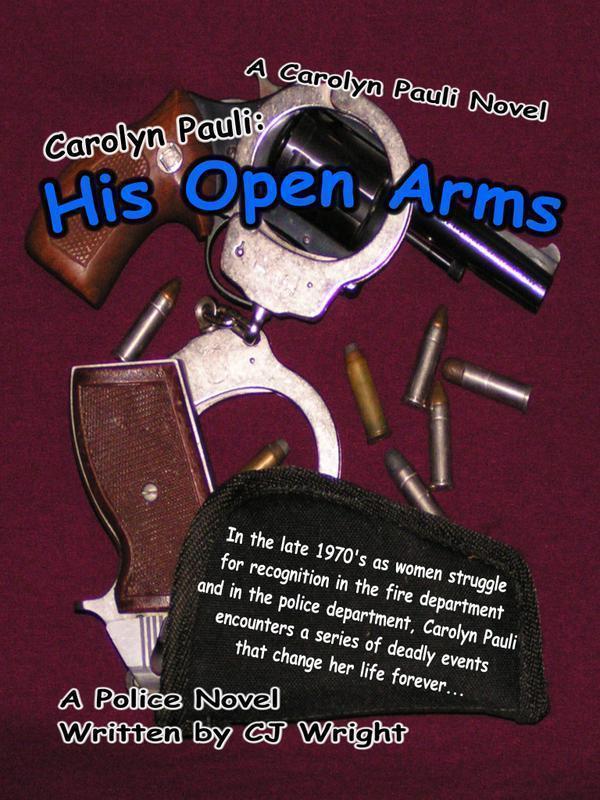 A Carolyn Pauli Novel
Carolyn Pauli:
His Open Arms
In the late 1970's as women struggle
for recognition in the fire department
and in the police department, Carolyn Pauli
encounters a series of deadly events
that change her life forever...
A Police Novel
Written by CJ Wright